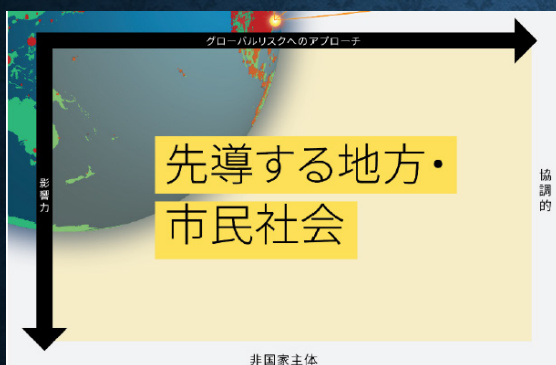 グローバルリスクへのアプローチ
影響力
先導する地方・
市民社会
協調的
非国家主体